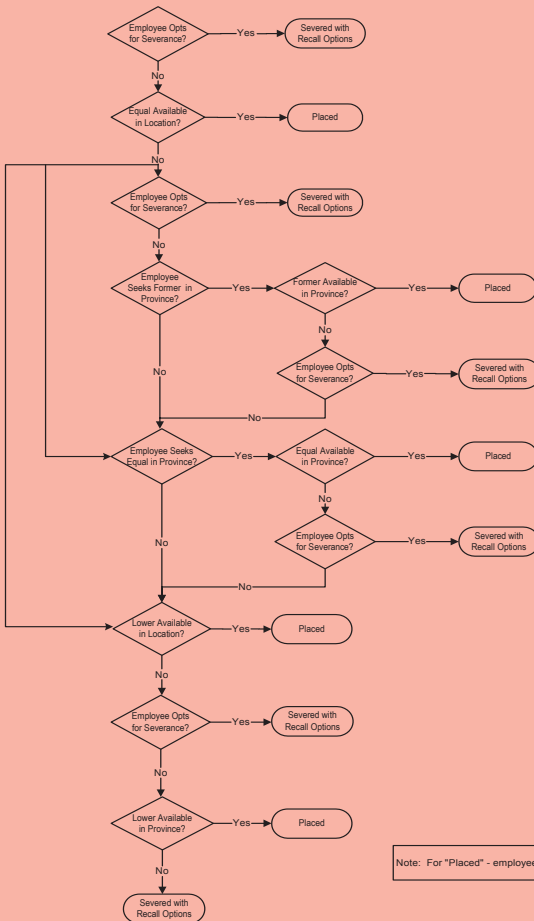 Employee Opts
for Severance?
Yes
Severed with
Recall Options
No
Equal Available
in Location?
Yes
Placed
No
Employee Opts
for Severance?
Yes
Severed with
Recall Options
No
Employee
Seeks Former in
Province?
Yes
Former Available
in Province?
Yes
Placed
No
No
Employee Opts
for Severance?
Yes
Severed with
Recall Options
No
Employee Seeks
Equal in Province?
Yes
Equal Available
in Province?
Yes
Placed
No
No
Employee Opts
for Severance?
Yes
Severed with
Recall Options
No
Lower Available
in Location?
Yes
Placed
No
Employee Opts
for Severance?
Yes
Severed with
Recall Options
No
Lower Available
in Province?
Yes
Placed
No
Severed with
Recall Options
Note: For "Placed" - employee